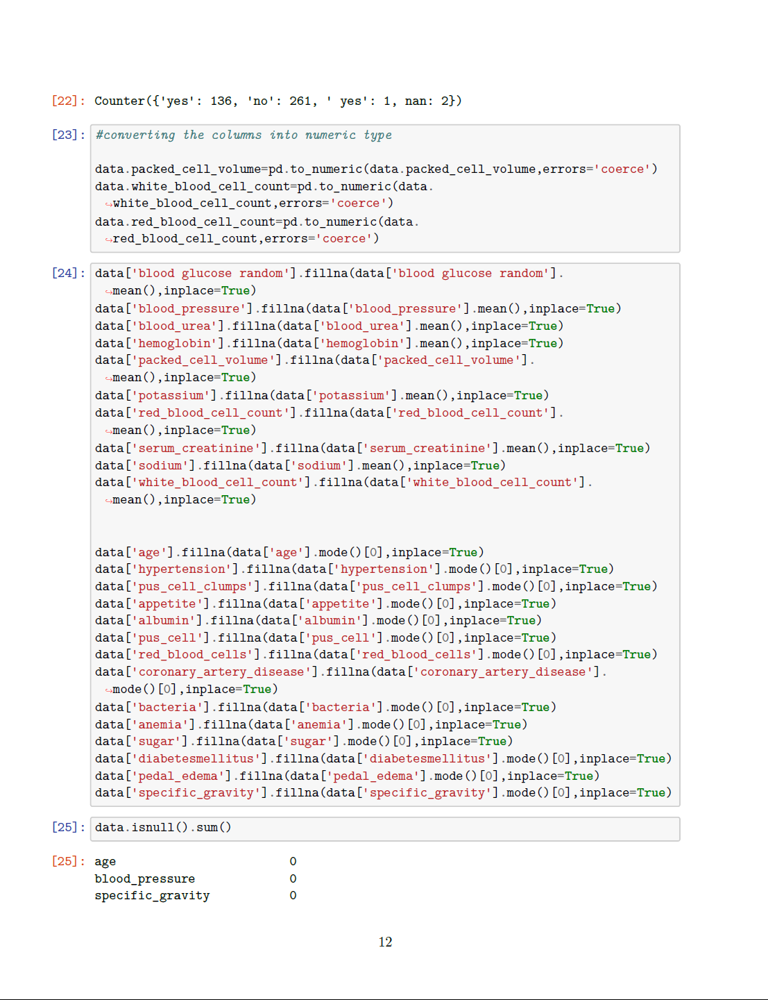 [22]: Counter({'yes': 136, 'no': 261, ' yes': 1, nan: 2})
[23]: #converting the columns into numeric type
data.packed_cell_volume=pd.to_numeric(data.packed_cell_volume,errors='coerce')
data.white_blood_cell_count=pd.to_numeric(data.
↪white_blood_cell_count,errors='coerce')
data.red_blood_cell_count=pd.to_numeric(data.
↪red_blood_cell_count,errors='coerce')
[24]: data['blood glucose random'].fillna(data['blood glucose random'].
↪mean(),inplace=True)
data['blood_pressure'].fillna(data['blood_pressure'].mean(),inplace=True)
data['blood_urea'].fillna(data['blood_urea'].mean(),inplace=True)
data['hemoglobin'].fillna(data['hemoglobin'].mean(),inplace=True)
data['packed_cell_volume'].fillna(data['packed_cell_volume'].
↪mean(),inplace=True)
data['potassium'].fillna(data['potassium'].mean(),inplace=True)
data['red_blood_cell_count'].fillna(data['red_blood_cell_count'].
↪mean(),inplace=True)
data['serum_creatinine'].fillna(data['serum_creatinine'].mean(),inplace=True)
data['sodium'].fillna(data['sodium'].mean(),inplace=True)
data['white_blood_cell_count'].fillna(data['white_blood_cell_count'].
↪mean(),inplace=True)
data['age'].fillna(data['age'].mode()[0],inplace=True)
data['hypertension'].fillna(data['hypertension'].mode()[0],inplace=True)
data['pus_cell_clumps'].fillna(data['pus_cell_clumps'].mode()[0],inplace=True)
data['appetite'].fillna(data['appetite'].mode()[0],inplace=True)
data['albumin'].fillna(data['albumin'].mode()[0],inplace=True)
data['pus_cell'].fillna(data['pus_cell'].mode()[0],inplace=True)
data['red_blood_cells'].fillna(data['red_blood_cells'].mode()[0],inplace=True)
data['coronary_artery_disease'].fillna(data['coronary_artery_disease'].
↪mode()[0],inplace=True)
data['bacteria'].fillna(data['bacteria'].mode()[0],inplace=True)
data['anemia'].fillna(data['anemia'].mode()[0],inplace=True)
data['sugar'].fillna(data['sugar'].mode()[0],inplace=True)
data['diabetesmellitus'].fillna(data['diabetesmellitus'].mode()[0],inplace=True)
data['pedal_edema'].fillna(data['pedal_edema'].mode()[0],inplace=True)
data['specific_gravity'].fillna(data['specific_gravity'].mode()[0],inplace=True)
[25]: data.isnull().sum()
[25]: age 0
blood_pressure 0
specific_gravity 0
12